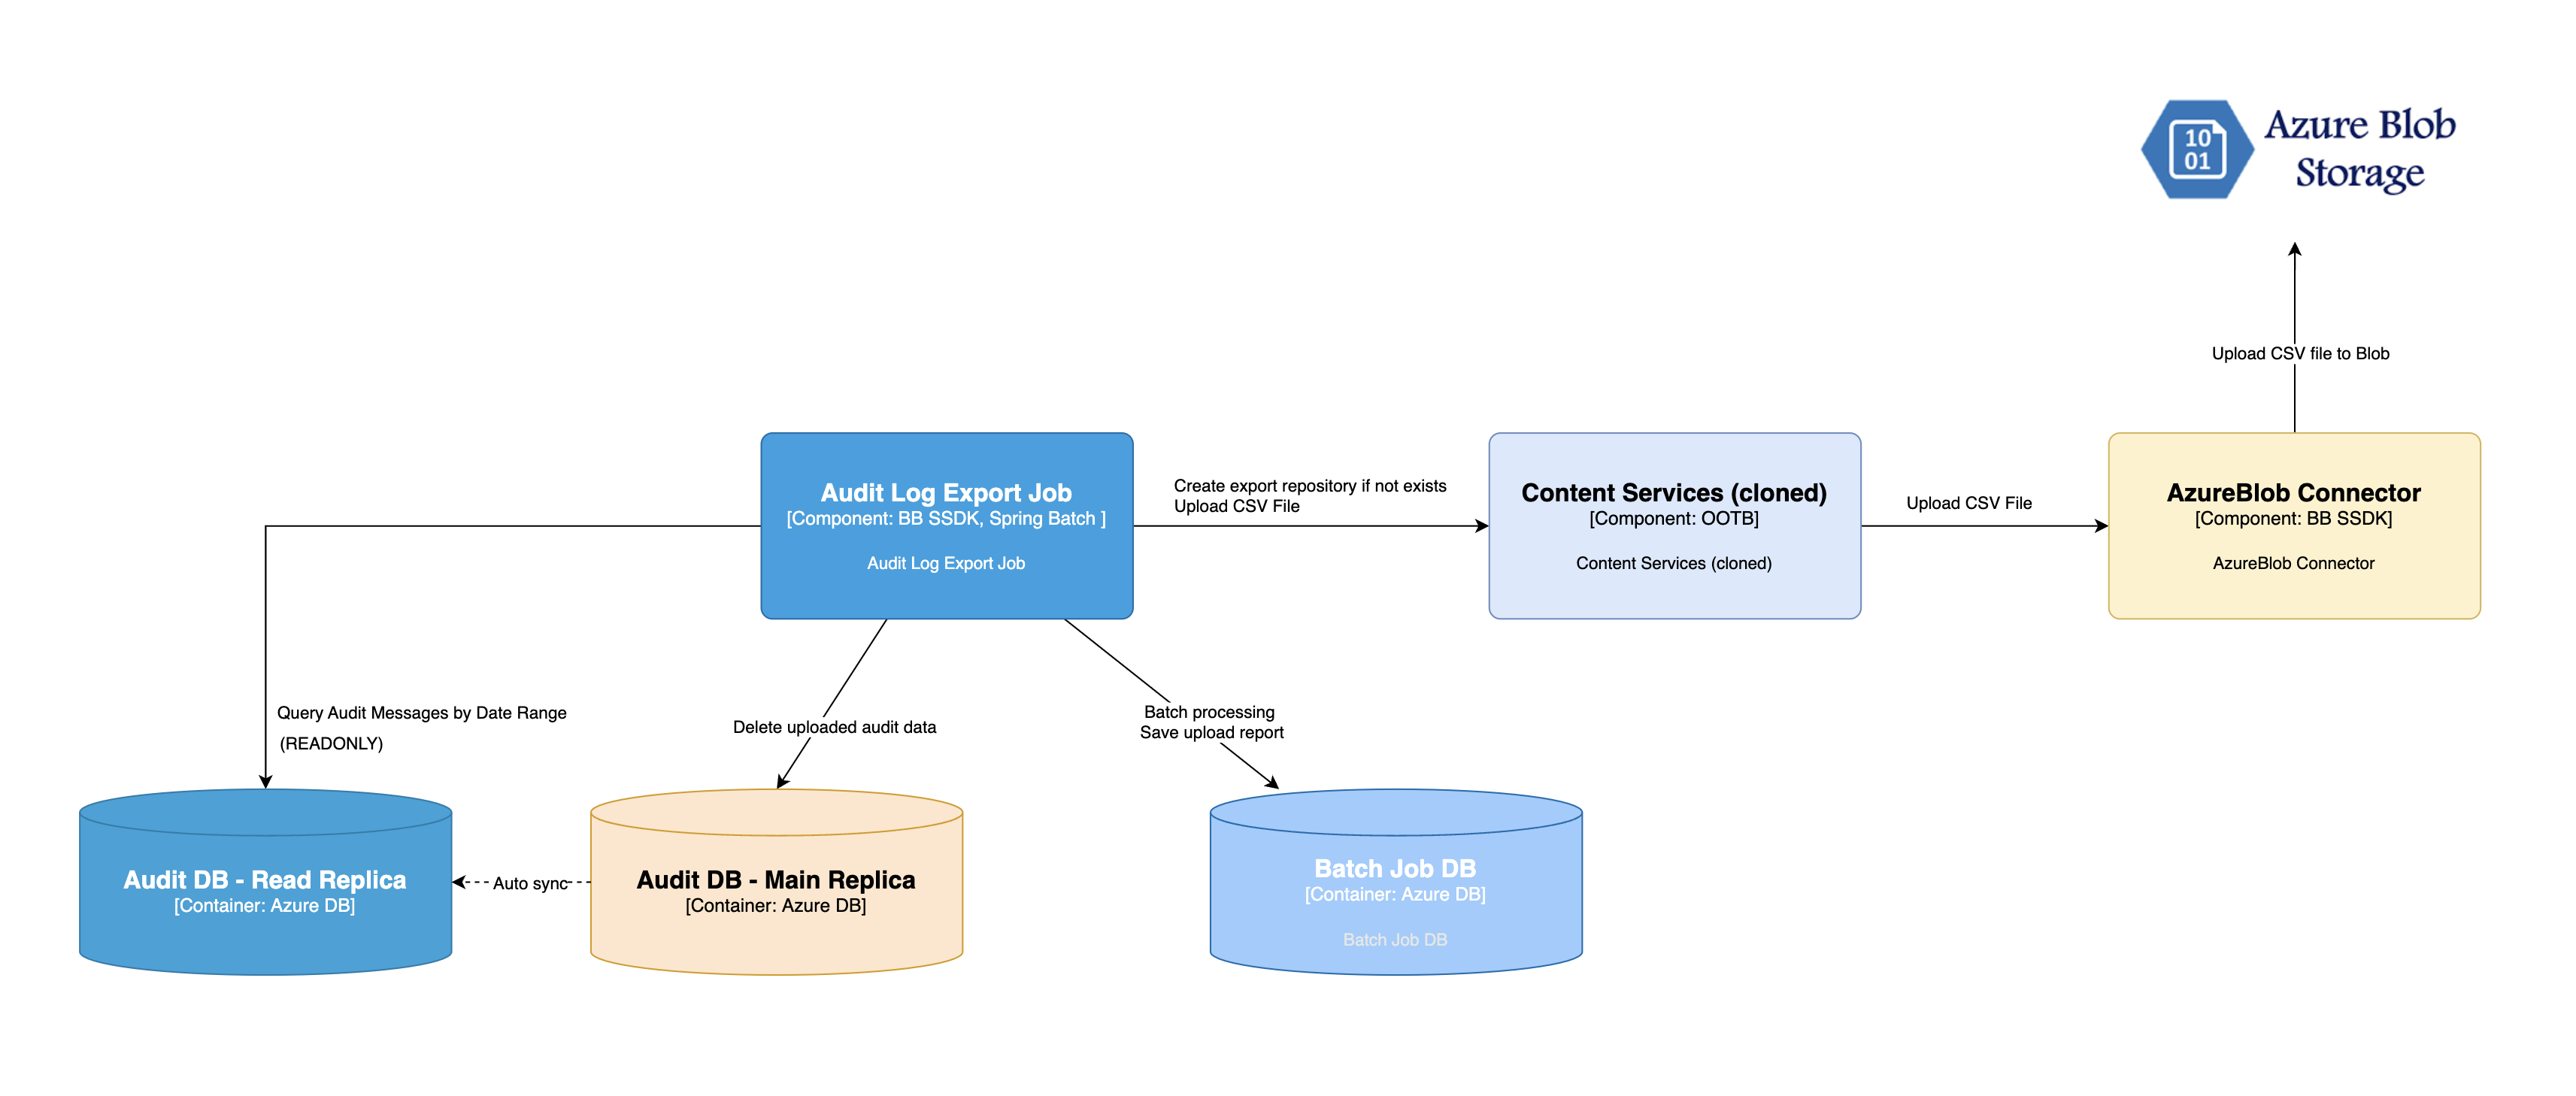 10
01
Azure Blob
Storage
Upload CSV file to Blob
Audit Log Export Job
[Component: BB SSDK, Spring Batch ]
Audit Log Export Job
Create export repository if not exists
Upload CSV File
Content Services (cloned)
[Component: OOTB]
Content Services (cloned)
Upload CSV File
AzureBlob Connector
[Component: BB SSDK]
AzureBlob Connector
Query Audit Messages by Date Range
(READONLY)
Delete uploaded audit data
Batch processing
Save upload report
Audit DB - Read Replica
[Container: Azure DB]
Auto sync
Audit DB - Main Replica
[Container: Azure DB]
Batch Job DB
[Container: Azure DB]
Batch Job DB